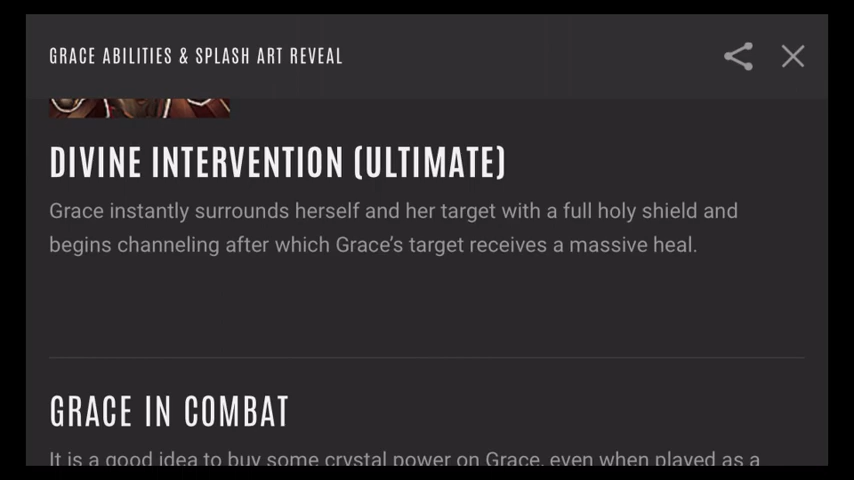 GRACE ABILITIES & SPLASH ART REVEAL
DIVINE INTERVENTION (ULTIMATE)
Grace instantly surrounds herself and her target with a full holy shield and
begins channeling after which Grace’s target receives a massive heal.
GRACE IN COMBAT
It is a good idea to buy some crystal power on Grace, even when played as a